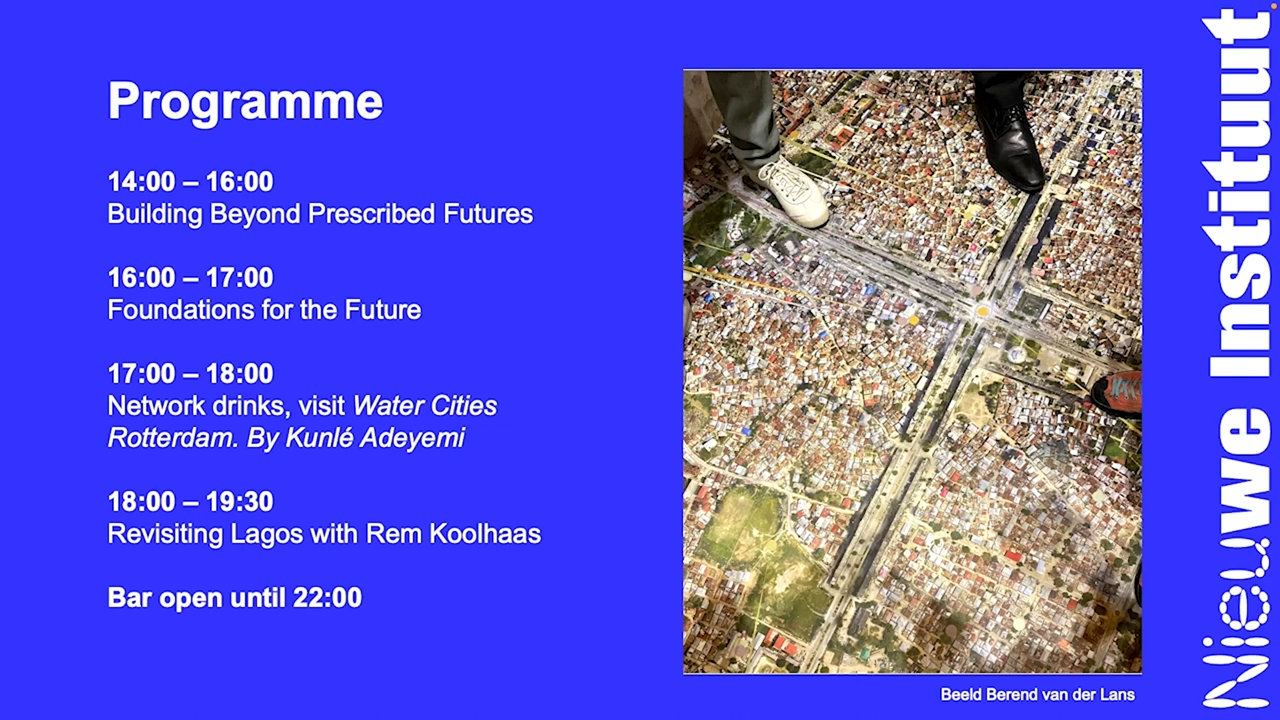 Programme
14:00 – 16:00
Building Beyond Prescribed Futures
16:00 – 17:00
Foundations for the Future
17:00 – 18:00
Network drinks, visit Water Cities
Rotterdam. By Kunlé Adeyemi
18:00 – 19:30
Revisiting Lagos with Rem Koolhaas
Bar open until 22:00
Beeld Berend van der Lans
Nieuwe Instituut